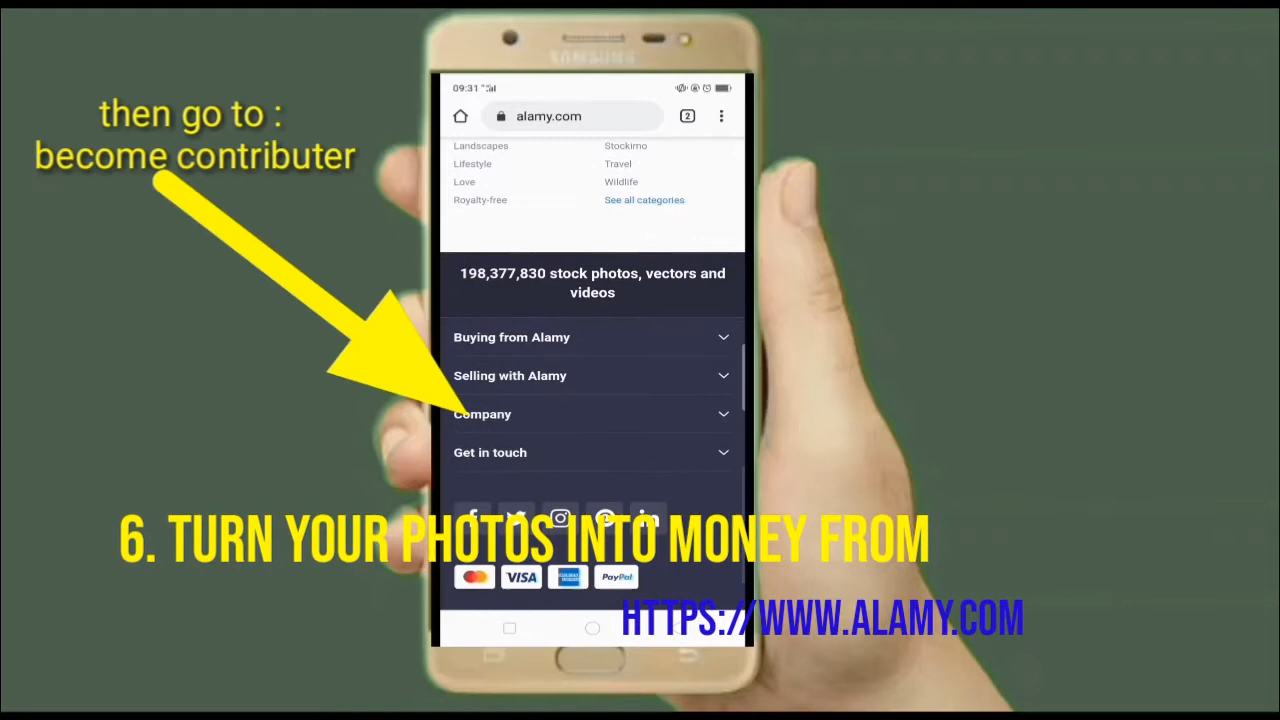 then go to :
become contributer
SAMSUNG
09:31
alamy.com
2
Landscapes
Stockimo
Lifestyle
Travel
Love
Wildlife
Royalty-free
See all categories
198,377,830 stock photos, vectors and
videos
Buying from Alamy
Selling with Alamy
Company
Get in touch
6. TURN YOUR PHOTOS INTO MONEY FROM
VISA
PayPal
HTTPS://WWW.ALAMY.COM